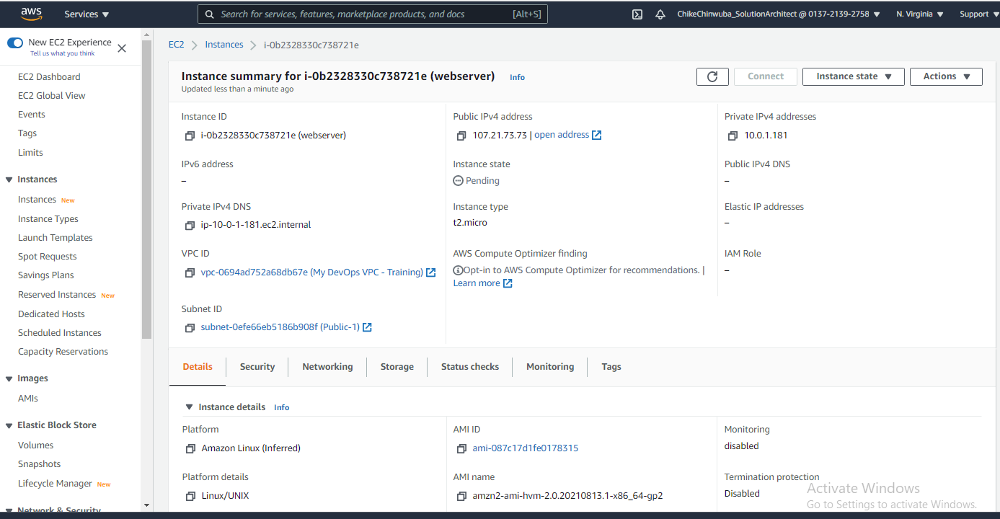 aws
Services
Search for services, features, marketplace products, and docs
[Alt+S]
ChikeChinwuba_SolutionArchitect @ 0137-2139-2758
N. Virginia
Support
New EC2 Experience
Tell us what you think
EC2 Dashboard
EC2 Global View
Events
Tags
Limits
Instances
Instances New
Instance Types
Launch Templates
Spot Requests
Savings Plans
Reserved Instances New
Dedicated Hosts
Scheduled Instances
Capacity Reservations
Images
AMIs
Elastic Block Store
Volumes
Snapshots
Lifecycle Manager New
Network & Security
EC2 > Instances > i-0b2328330c738721e
Instance summary for i-0b2328330c738721e (webserver) Info
Updated less than a minute ago
Connect
Instance state
Actions
Instance ID
i-0b2328330c738721e (webserver)
Public IPv4 address
107.21.73.73 | open address
Private IPv4 addresses
10.0.1.181
IPv6 address
–
Instance state
Pending
Public IPv4 DNS
–
Private IPv4 DNS
ip-10-0-1-181.ec2.internal
Instance type
t2.micro
Elastic IP addresses
–
VPC ID
vpc-0694ad752a68db67e (My DevOps VPC - Training)
AWS Compute Optimizer finding
Opt-in to AWS Compute Optimizer for recommendations. |
Learn more
IAM Role
–
Subnet ID
subnet-0efe66eb5186b908f (Public-1)
Details
Security
Networking
Storage
Status checks
Monitoring
Tags
Instance details Info
Platform
Amazon Linux (Inferred)
AMI ID
ami-087c17d1fe0178315
Monitoring
disabled
Platform details
Linux/UNIX
AMI name
amzn2-ami-hvm-2.0.20210813.1-x86_64-gp2
Termination protection
Disabled
Activate Windows
Go to Settings to activate Windows.